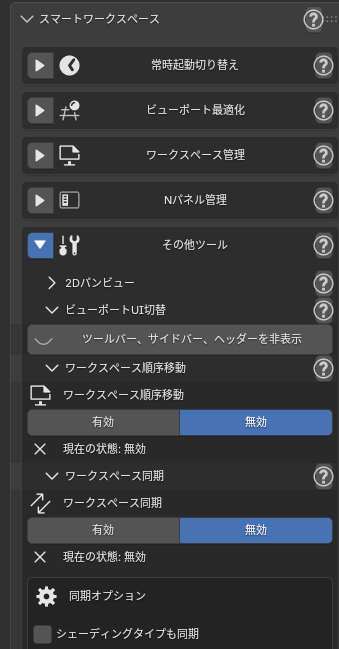 スマートワークスペース
常時起動切り替え
ビューポート最適化
ワークスペース管理
Nパネル管理
その他ツール
2Dパンビュー
ビューポートUI切替
ツールバー、サイドバー、ヘッダーを非表示
ワークスペース順序移動
ワークスペース順序移動
有効 無効
現在の状態: 無効
ワークスペース同期
ワークスペース同期
有効 無効
現在の状態: 無効
同期オプション
シェーディングタイプも同期